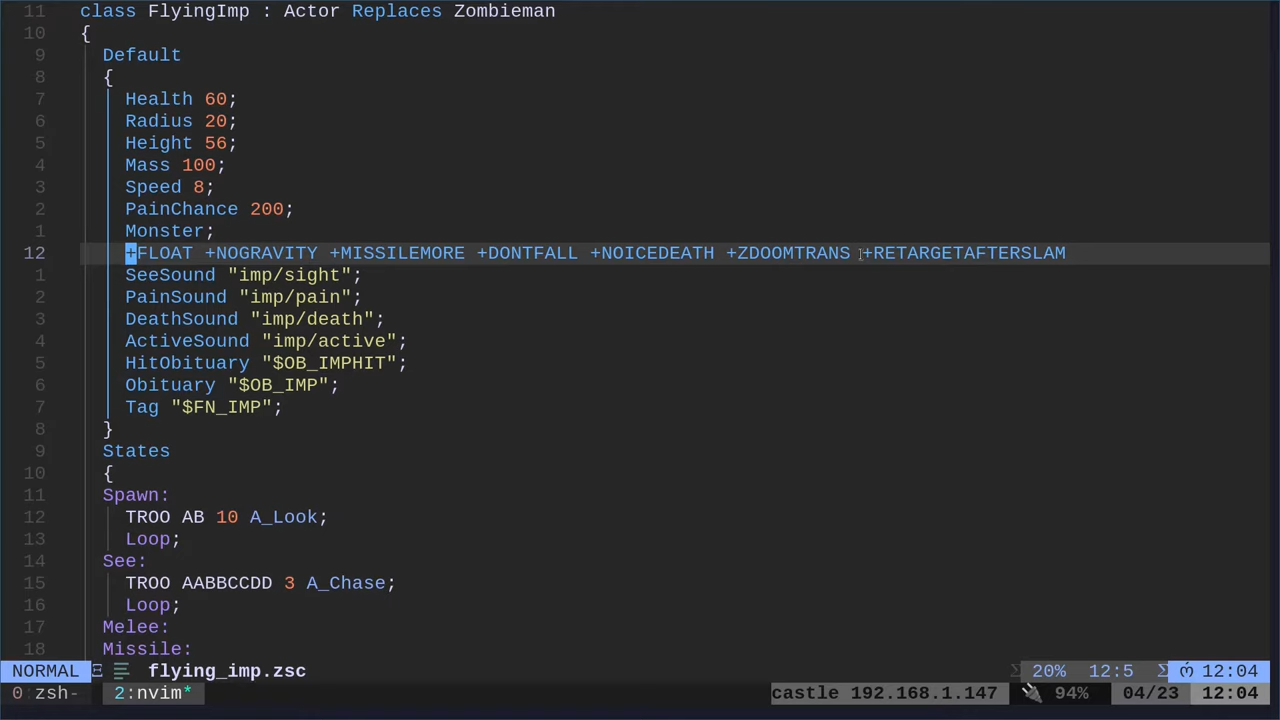 11 class FlyingImp : Actor Replaces Zombieman
10 {
9 Default
8 {
7 Health 60;
6 Radius 20;
5 Height 56;
4 Mass 100;
3 Speed 8;
2 PainChance 200;
1 Monster;
12 +FLOAT +NOGRAVITY +MISSILEMORE +DONTFALL +NOICEDEATH +ZDOOMTRANS +RETARGETAFTERSLAM
1 SeeSound "imp/sight";
2 PainSound "imp/pain";
3 DeathSound "imp/death";
4 ActiveSound "imp/active";
5 HitObituary "$OB_IMPHIT";
6 Obituary "$OB_IMP";
7 Tag "$FN_IMP";
8 }
9 States
10 {
11 Spawn:
12 TROO AB 10 A_Look;
13 Loop;
14 See:
15 TROO AABBCCDD 3 A_Chase;
16 Loop;
17 Melee:
18 Missile:
NORMAL flying_imp.zsc 20% 12:5 12:04
0:zsh- 2:nvim* castle 192.168.1.147 94% 04/23 12:04